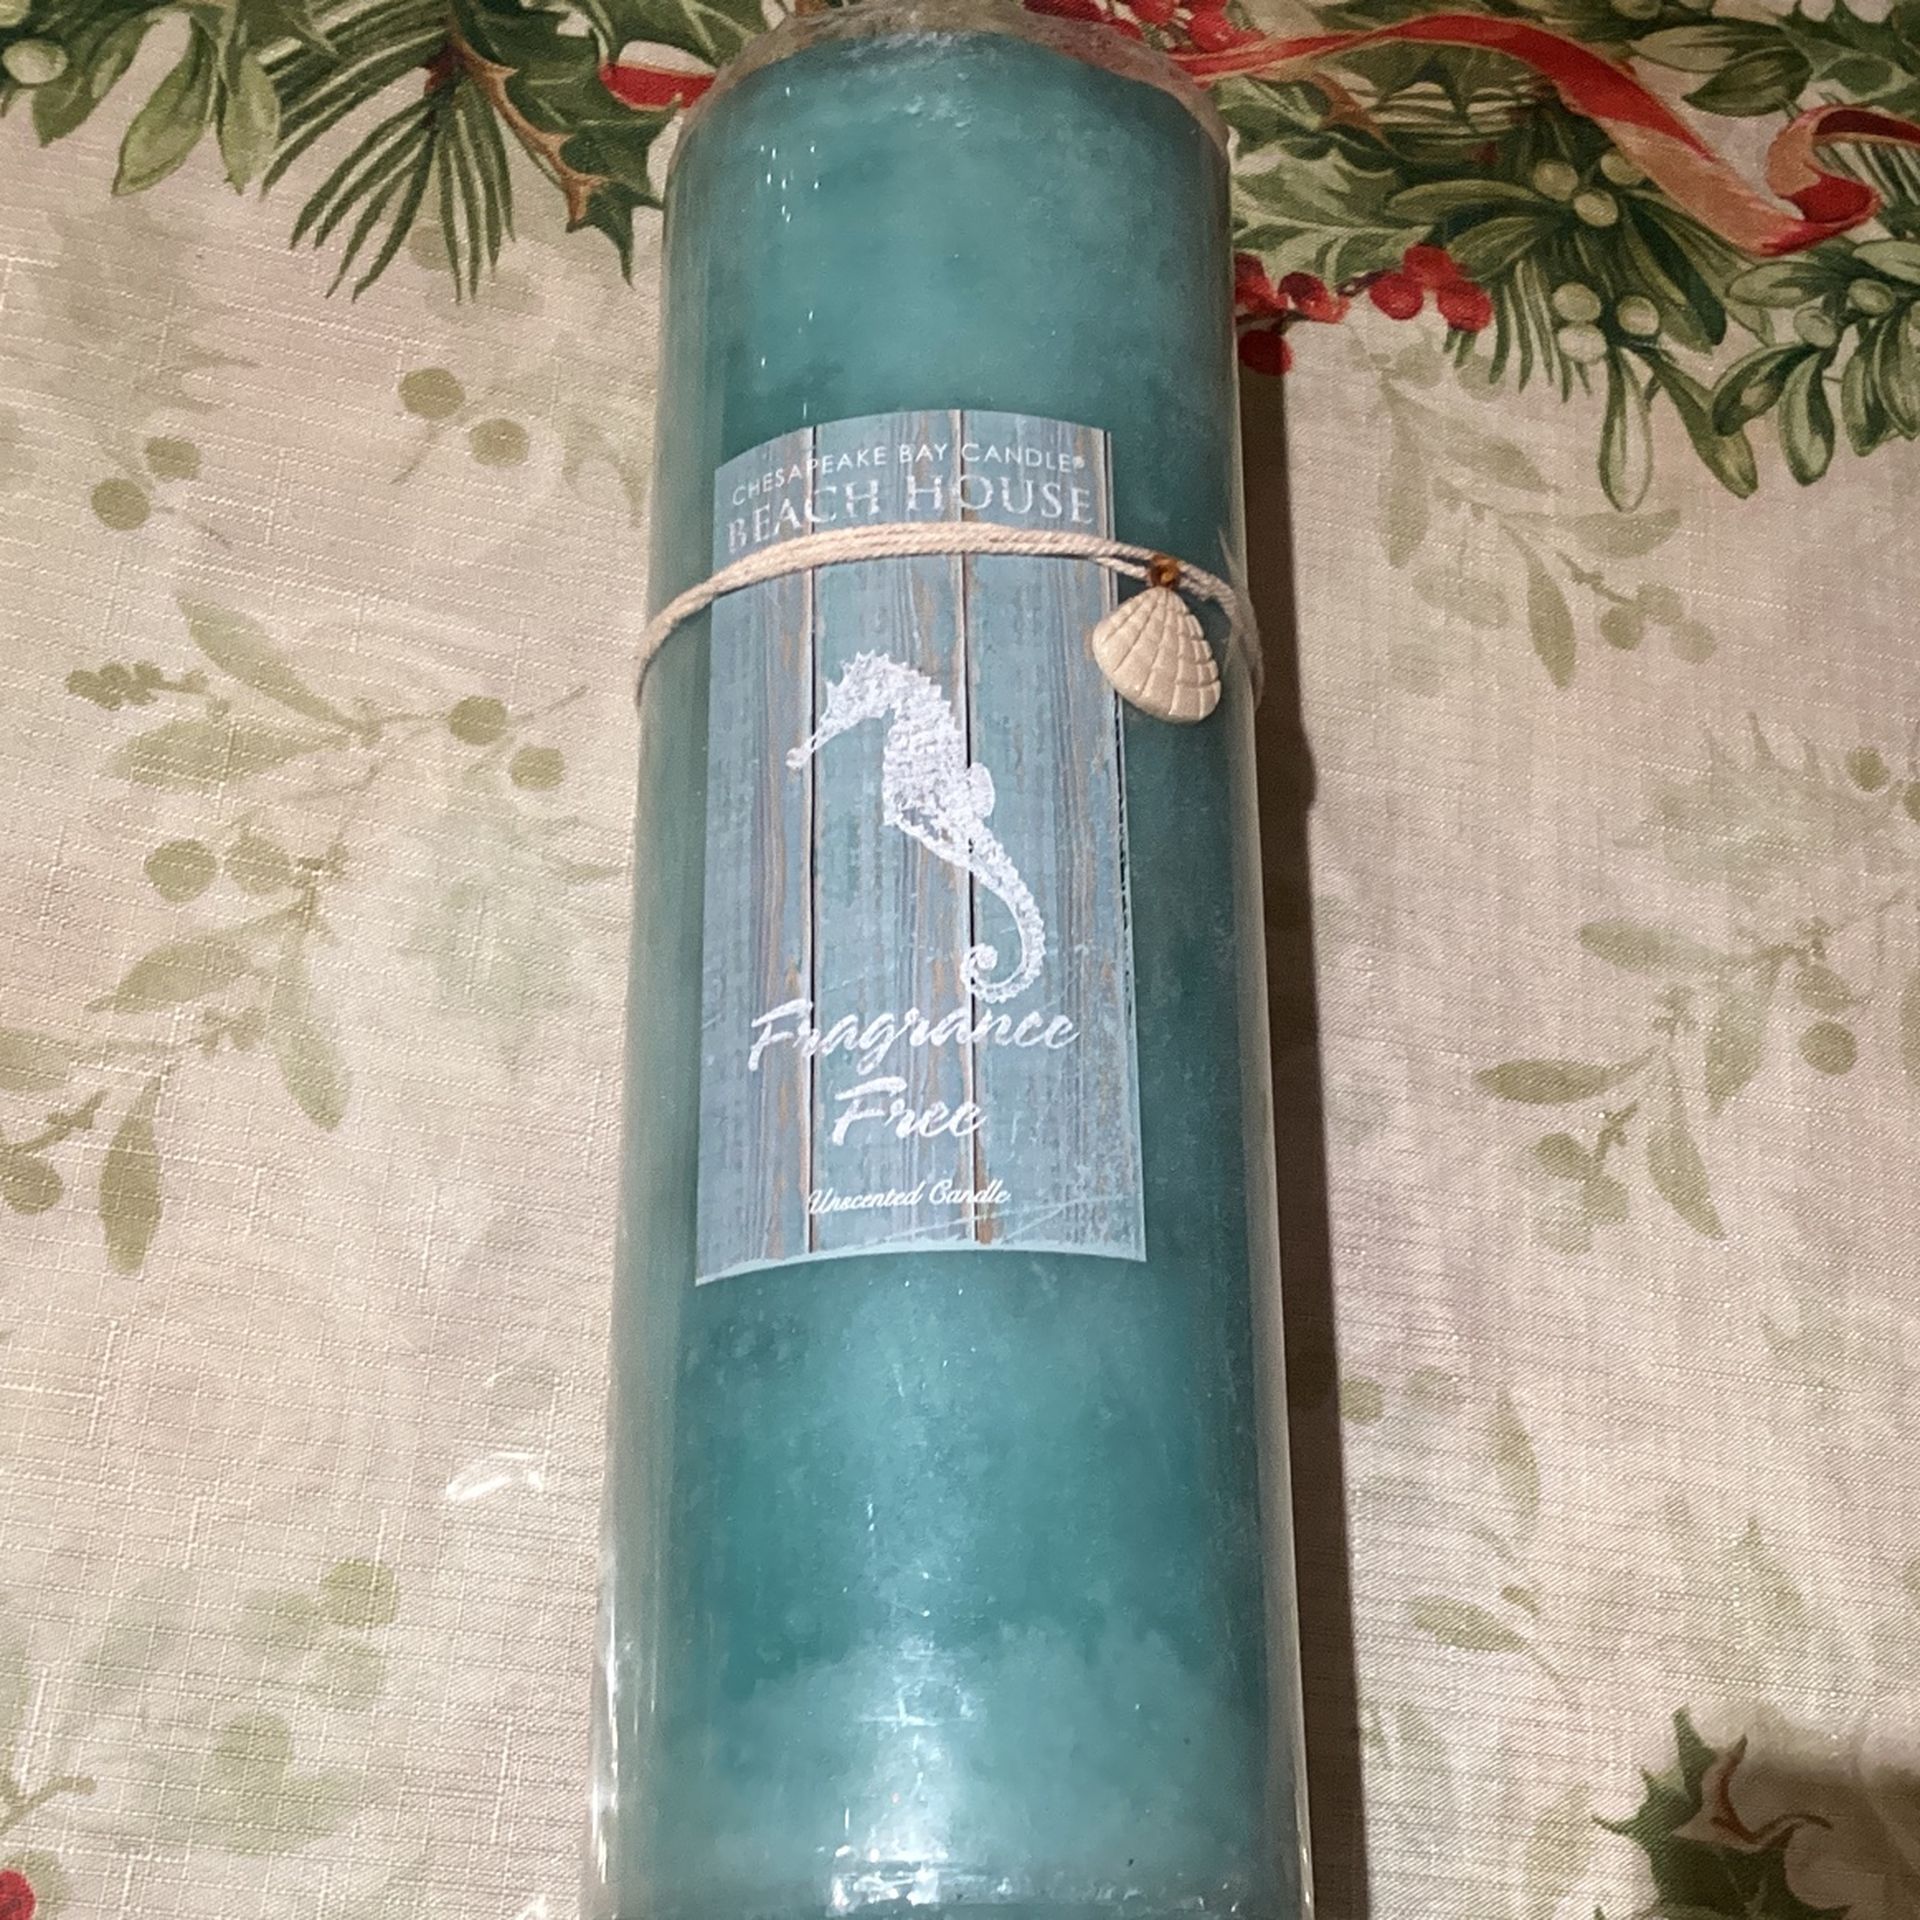 CHESAPEAKE BAY CANDLE®
BEACH HOUSE
Fragrance
Free
Unscented Candle